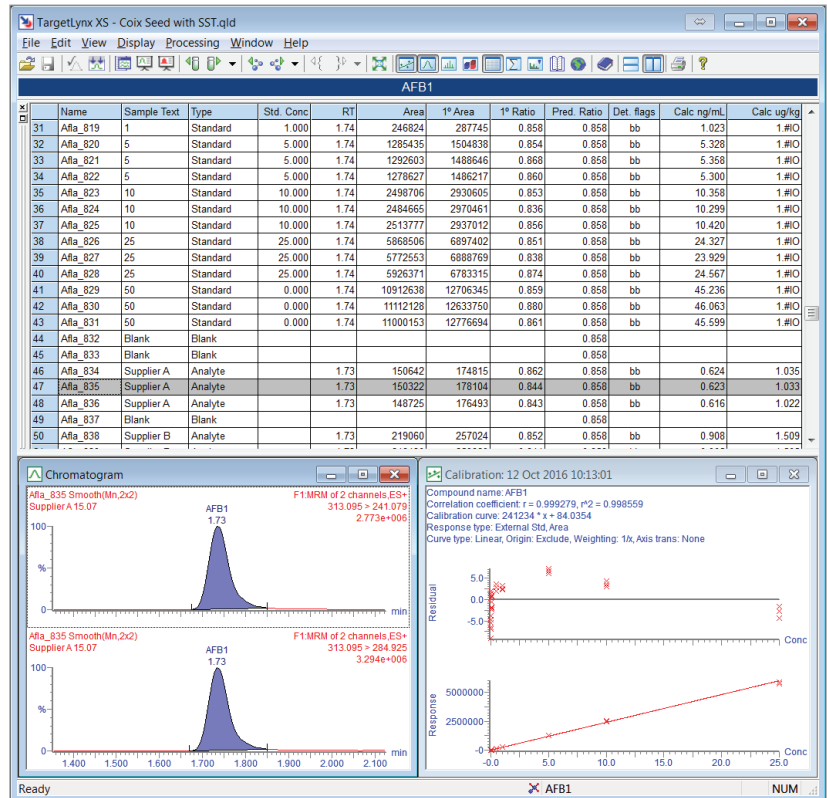 TargetLynx XS - Coix Seed with SST.qld
File Edit View Display Processing Window Help
AFB1
Name Sample Text Type Std. Conc RT Area 1º Area 1º Ratio Pred. Ratio Det. flags Calc ng/mL Calc ug/kg
31 Afla_819 1 Standard 1.000 1.74 246824 287745 0.858 0.858 bb 1.023 1.#IO
32 Afla_820 5 Standard 5.000 1.74 1285435 1504838 0.854 0.858 bb 5.328 1.#IO
33 Afla_821 5 Standard 5.000 1.74 1292603 1488646 0.868 0.858 bb 5.358 1.#IO
34 Afla_822 5 Standard 5.000 1.74 1278627 1486217 0.860 0.858 bb 5.300 1.#IO
35 Afla_823 10 Standard 10.000 1.74 2498706 2930605 0.853 0.858 bb 10.358 1.#IO
36 Afla_824 10 Standard 10.000 1.74 2484665 2970461 0.836 0.858 bb 10.299 1.#IO
37 Afla_825 10 Standard 10.000 1.74 2513777 2937012 0.856 0.858 bb 10.420 1.#IO
38 Afla_826 25 Standard 25.000 1.74 5868506 6897402 0.851 0.858 bb 24.327 1.#IO
39 Afla_827 25 Standard 25.000 1.74 5772553 6888769 0.838 0.858 bb 23.929 1.#IO
40 Afla_828 25 Standard 25.000 1.74 5926371 6783315 0.874 0.858 bb 24.567 1.#IO
41 Afla_829 50 Standard 0.000 1.74 10912638 12706345 0.859 0.858 bb 45.236 1.#IO
42 Afla_830 50 Standard 0.000 1.74 11112128 12633750 0.880 0.858 bb 46.063 1.#IO
43 Afla_831 50 Standard 0.000 1.74 11000153 12776694 0.861 0.858 bb 45.599 1.#IO
44 Afla_832 Blank Blank 0.858
45 Afla_833 Blank Blank 0.858
46 Afla_834 Supplier A Analyte 1.73 150642 174815 0.862 0.858 bb 0.624 1.035
47 Afla_835 Supplier A Analyte 1.73 150322 178104 0.844 0.858 bb 0.623 1.033
48 Afla_836 Supplier A Analyte 1.73 148725 176493 0.843 0.858 bb 0.616 1.022
49 Afla_837 Blank Blank 0.858
50 Afla_838 Supplier B Analyte 1.73 219060 257024 0.852 0.858 bb 0.908 1.509
Chromatogram
Afla_835 Smooth(Mn,2x2) F1:MRM of 2 channels,ES+
Supplier A 15.07 AFB1 313.095 > 241.079
1.73 2.773e+006
100
%
0
min
Afla_835 Smooth(Mn,2x2) F1:MRM of 2 channels,ES+
Supplier A 15.07 AFB1 313.095 > 284.925
1.73 3.294e+006
100
%
0
min
1.400 1.500 1.600 1.700 1.800 1.900 2.000 2.100
Calibration: 12 Oct 2016 10:13:01
Compound name: AFB1
Correlation coefficient: r = 0.999279, r^2 = 0.998559
Calibration curve: 241234 * x + 84.0354
Response type: External Std, Area
Curve type: Linear, Origin: Exclude, Weighting: 1/x, Axis trans: None
Residual
5.0
0.0
-5.0
Conc
Response
5000000
2500000
-0
Conc
-0.0 5.0 10.0 15.0 20.0 25.0
Ready AFB1 NUM